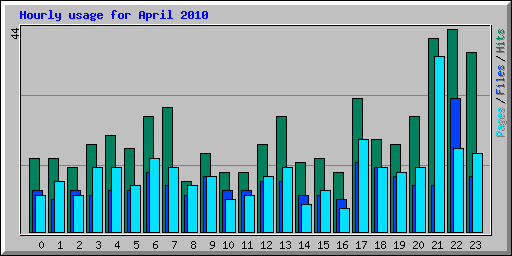 Hourly usage for April 2010
44
Pages/Files/Hits
0 1 2 3 4 5 6 7 8 9 10 11 12 13 14 15 16 17 18 19 20 21 22 23